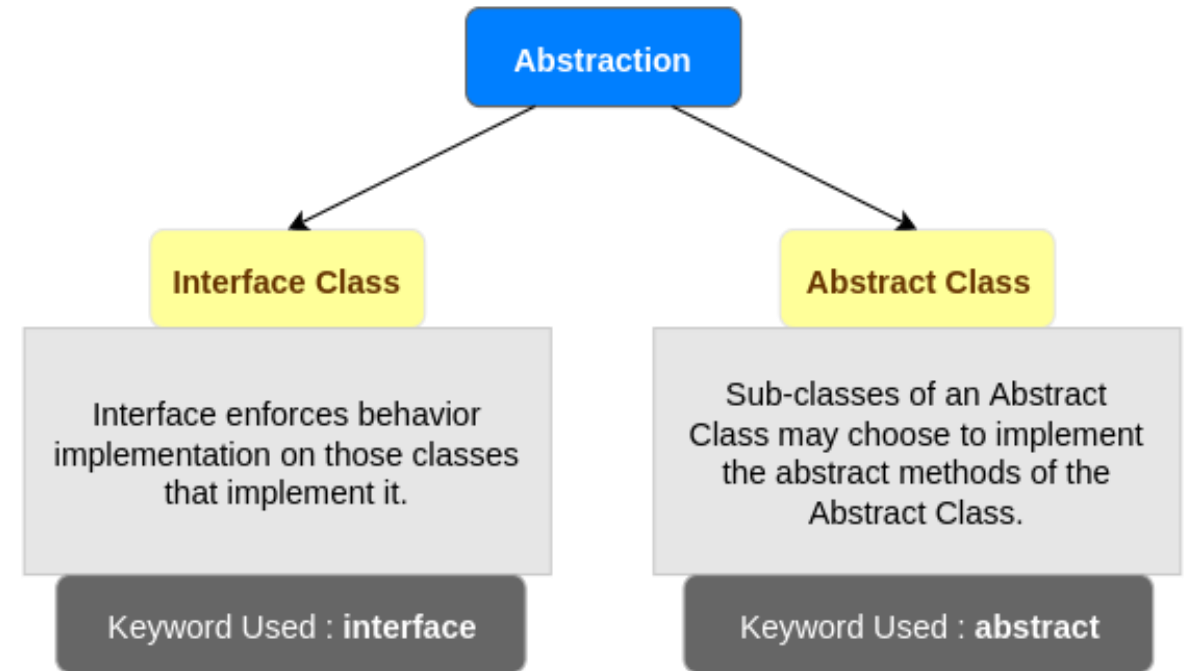 Abstraction
Interface Class
Abstract Class
Interface enforces behavior
implementation on those classes
that implement it.
Sub-classes of an Abstract
Class may choose to implement
the abstract methods of the
Abstract Class.
Keyword Used : interface
Keyword Used : abstract